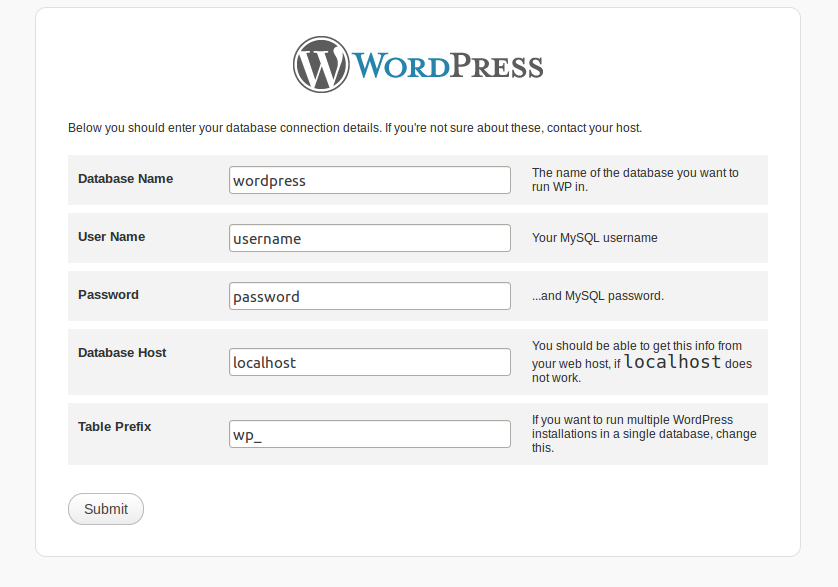 WORDPRESS
Below you should enter your database connection details. If you're not sure about these, contact your host.
Database Name
wordpress
The name of the database you want to
run WP in.
User Name
username
Your MySQL username
Password
password
...and MySQL password.
Database Host
localhost
You should be able to get this info from
your web host, if localhost does
not work.
Table Prefix
wp_
If you want to run multiple WordPress
installations in a single database, change
this.
Submit